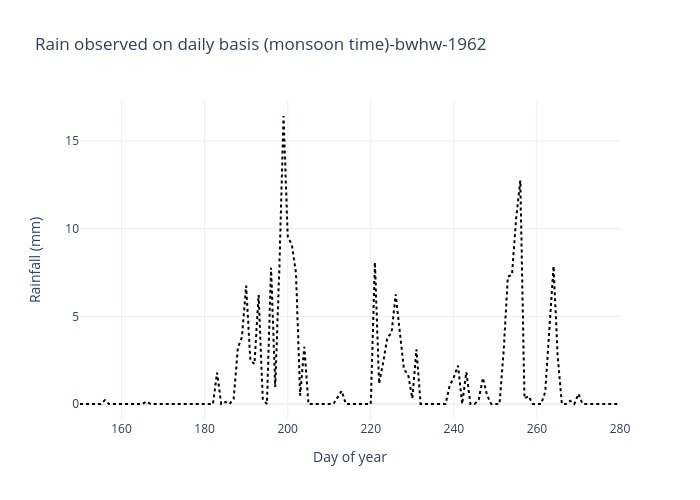 Rain observed on daily basis (monsoon time)-bwhw-1962
15
10
5
0
Rainfall (mm)
160 180 200 220 240 260 280
Day of year